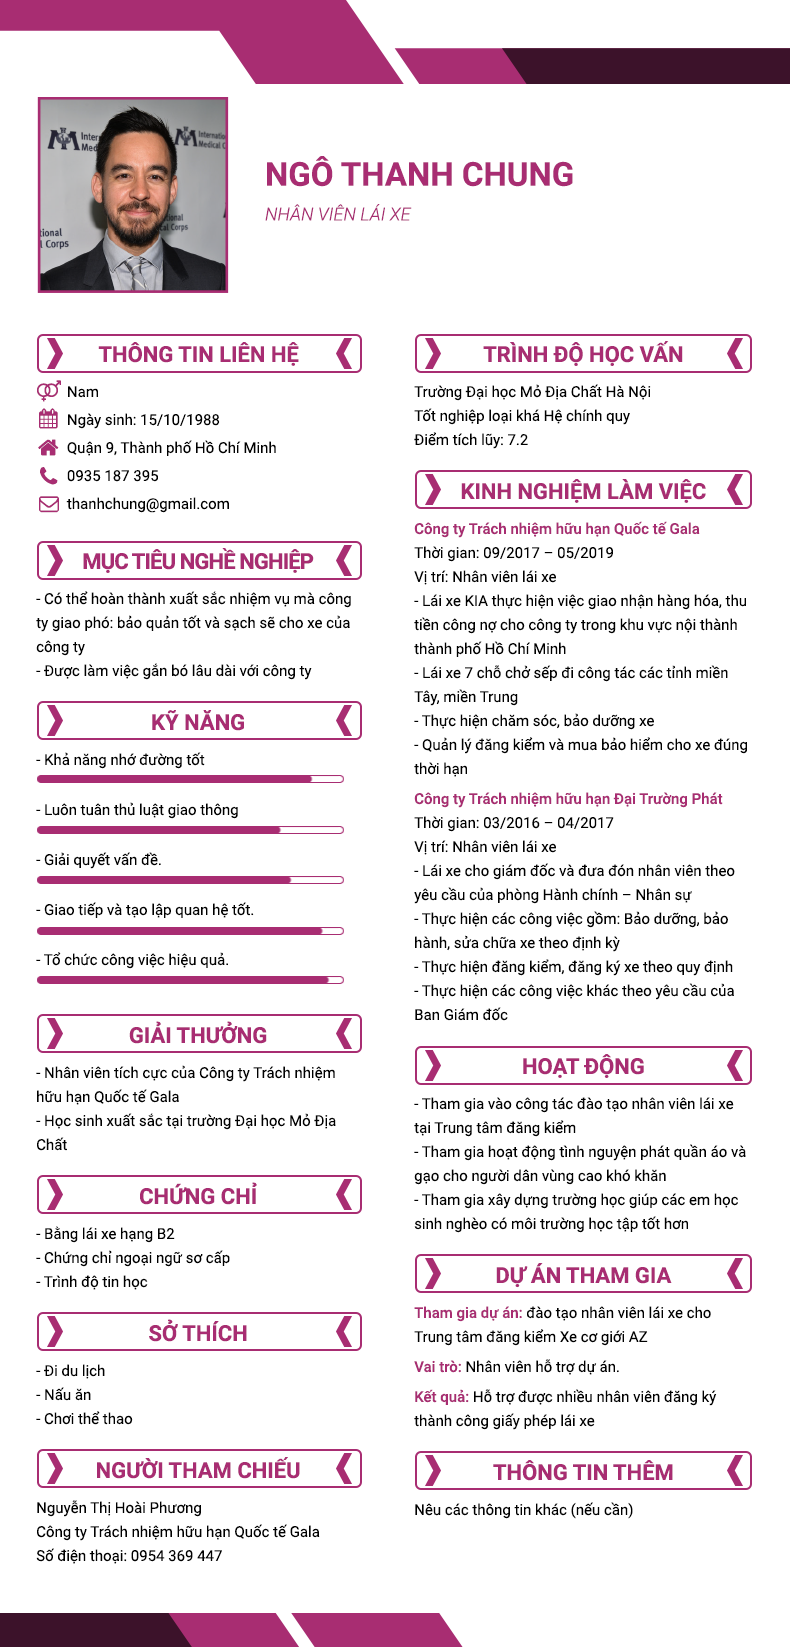 International
Medical C
Internatio
Medical C
ional
l Corps
tional
al Corps
NGÔ THANH CHUNG
NHÂN VIÊN LÁI XE
THÔNG TIN LIÊN HỆ
Nam
Ngày sinh: 15/10/1988
Quận 9, Thành phố Hồ Chí Minh
0935 187 395
thanhchung@gmail.com
MỤC TIÊU NGHỀ NGHIỆP
- Có thể hoàn thành xuất sắc nhiệm vụ mà công
ty giao phó: bảo quản tốt và sạch sẽ cho xe của
công ty
- Được làm việc gắn bó lâu dài với công ty
KỸ NĂNG
- Khả năng nhớ đường tốt
- Luôn tuân thủ luật giao thông
- Giải quyết vấn đề.
- Giao tiếp và tạo lập quan hệ tốt.
- Tổ chức công việc hiệu quả.
GIẢI THƯỞNG
- Nhân viên tích cực của Công ty Trách nhiệm
hữu hạn Quốc tế Gala
- Học sinh xuất sắc tại trường Đại học Mỏ Địa
Chất
CHỨNG CHỈ
- Bằng lái xe hạng B2
- Chứng chỉ ngoại ngữ sơ cấp
- Trình độ tin học
SỞ THÍCH
- Đi du lịch
- Nấu ăn
- Chơi thể thao
NGƯỜI THAM CHIẾU
Nguyễn Thị Hoài Phương
Công ty Trách nhiệm hữu hạn Quốc tế Gala
Số điện thoại: 0954 369 447
TRÌNH ĐỘ HỌC VẤN
Trường Đại học Mỏ Địa Chất Hà Nội
Tốt nghiệp loại khá Hệ chính quy
Điểm tích lũy: 7.2
KINH NGHIỆM LÀM VIỆC
Công ty Trách nhiệm hữu hạn Quốc tế Gala
Thời gian: 09/2017 – 05/2019
Vị trí: Nhân viên lái xe
- Lái xe KIA thực hiện việc giao nhận hàng hóa, thu
tiền công nợ cho công ty trong khu vực nội thành
thành phố Hồ Chí Minh
- Lái xe 7 chỗ chở sếp đi công tác các tỉnh miền
Tây, miền Trung
- Thực hiện chăm sóc, bảo dưỡng xe
- Quản lý đăng kiểm và mua bảo hiểm cho xe đúng
thời hạn
Công ty Trách nhiệm hữu hạn Đại Trường Phát
Thời gian: 03/2016 – 04/2017
Vị trí: Nhân viên lái xe
- Lái xe cho giám đốc và đưa đón nhân viên theo
yêu cầu của phòng Hành chính – Nhân sự
- Thực hiện các công việc gồm: Bảo dưỡng, bảo
hành, sửa chữa xe theo định kỳ
- Thực hiện đăng kiểm, đăng ký xe theo quy định
- Thực hiện các công việc khác theo yêu cầu của
Ban Giám đốc
HOẠT ĐỘNG
- Tham gia vào công tác đào tạo nhân viên lái xe
tại Trung tâm đăng kiểm
- Tham gia hoạt động tình nguyện phát quần áo và
gạo cho người dân vùng cao khó khăn
- Tham gia xây dựng trường học giúp các em học
sinh nghèo có môi trường học tập tốt hơn
DỰ ÁN THAM GIA
Tham gia dự án: đào tạo nhân viên lái xe cho
Trung tâm đăng kiểm Xe cơ giới AZ
Vai trò: Nhân viên hỗ trợ dự án.
Kết quả: Hỗ trợ được nhiều nhân viên đăng ký
thành công giấy phép lái xe
THÔNG TIN THÊM
Nêu các thông tin khác (nếu cần)